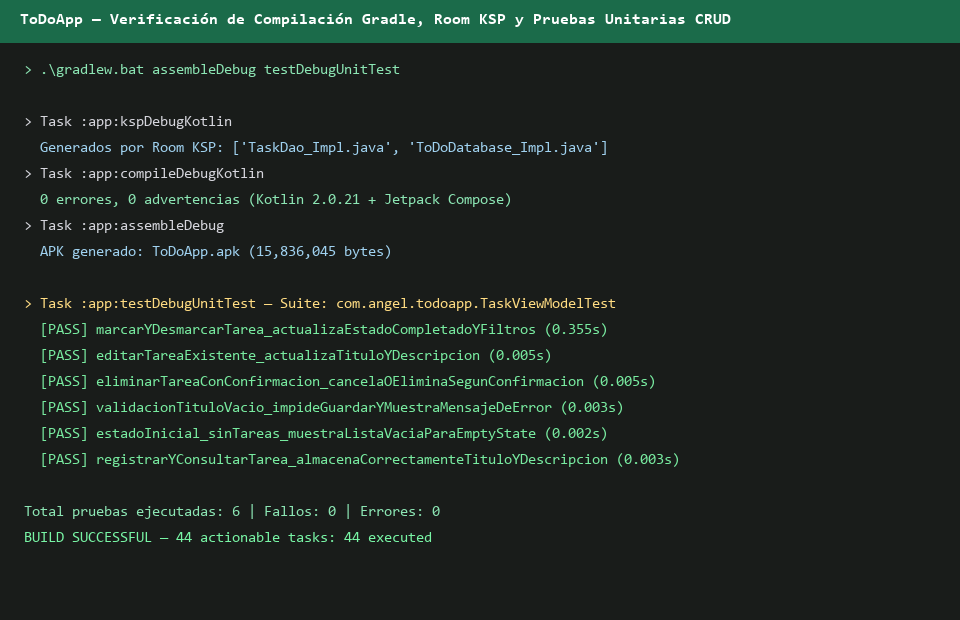 ToDoApp — Verificación de Compilación Gradle, Room KSP y Pruebas Unitarias CRUD
> .\gradlew.bat assembleDebug testDebugUnitTest
> Task :app:kspDebugKotlin
Generados por Room KSP: ['TaskDao_Impl.java', 'ToDoDatabase_Impl.java']
> Task :app:compileDebugKotlin
0 errores, 0 advertencias (Kotlin 2.0.21 + Jetpack Compose)
> Task :app:assembleDebug
APK generado: ToDoApp.apk (15,836,045 bytes)
> Task :app:testDebugUnitTest — Suite: com.angel.todoapp.TaskViewModelTest
[PASS] marcarYDesmarcarTarea_actualizaEstadoCompletadoYFiltros (0.355s)
[PASS] editarTareaExistente_actualizaTituloYDescripcion (0.005s)
[PASS] eliminarTareaConConfirmacion_cancelaOEliminaSegunConfirmacion (0.005s)
[PASS] validacionTituloVacio_impideGuardarYMuestraMensajeDeError (0.003s)
[PASS] estadoInicial_sinTareas_muestraListaVaciaParaEmptyState (0.002s)
[PASS] registrarYConsultarTarea_almacenaCorrectamenteTituloYDescripcion (0.003s)
Total pruebas ejecutadas: 6 | Fallos: 0 | Errores: 0
BUILD SUCCESSFUL — 44 actionable tasks: 44 executed